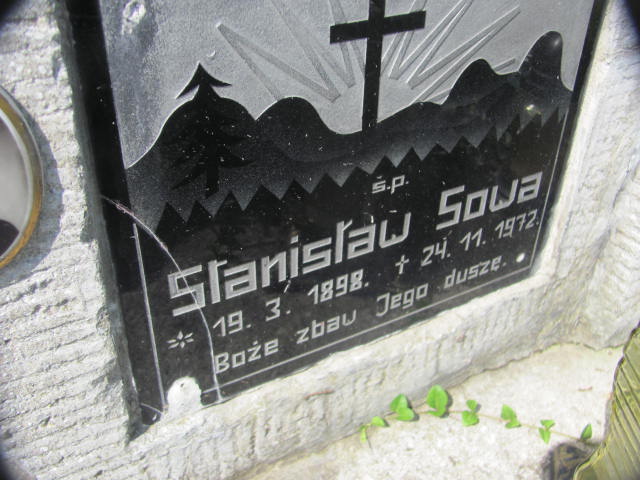 ś.p.
Stanisław Sowa
* 19. 3. 1898. † 24. 11. 1972.
Boże zbaw Jego duszę.